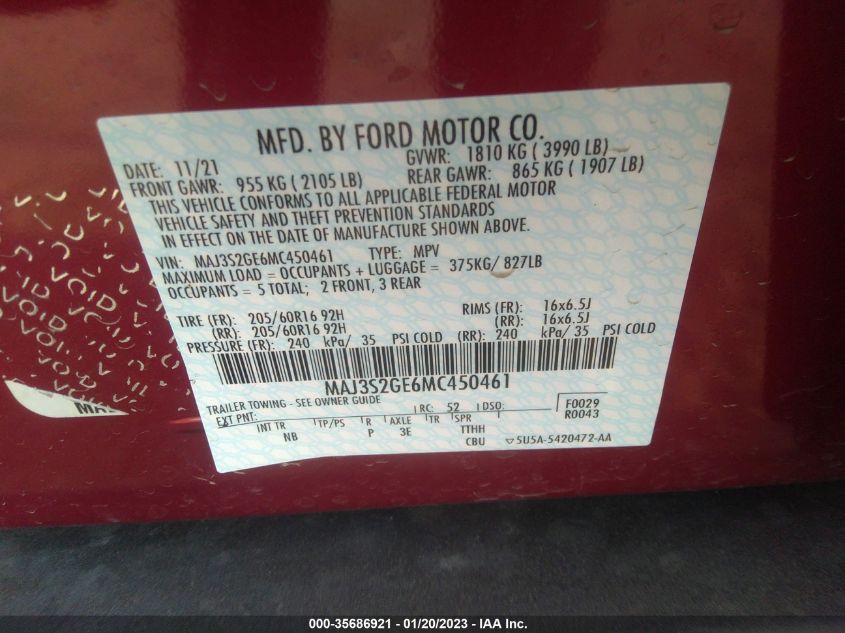 MFD. BY FORD MOTOR CO.
DATE: 11/21 GVWR: 1810 KG ( 3990 LB)
FRONT GAWR: 955 KG ( 2105 LB) REAR GAWR: 865 KG ( 1907 LB)
THIS VEHICLE CONFORMS TO ALL APPLICABLE FEDERAL MOTOR
VEHICLE SAFETY AND THEFT PREVENTION STANDARDS
IN EFFECT ON THE DATE OF MANUFACTURE SHOWN ABOVE.
VIN: MAJ3S2GE6MC450461 TYPE: MPV
MAXIMUM LOAD = OCCUPANTS + LUGGAGE = 375KG/ 827LB
OCCUPANTS = 5 TOTAL; 2 FRONT, 3 REAR
TIRE (FR): 205/60R16 92H RIMS (FR): 16x6.5J
(RR): 205/60R16 92H (RR): 16x6.5J
PRESSURE (FR): 240 kPa/ 35 PSI COLD (RR): 240 kPa/ 35 PSI COLD
MAJ3S2GE6MC450461
TRAILER TOWING - SEE OWNER GUIDE
EXT PNT: RC: 52 DSO: F0029
R0043
INT TR TP/PS R AXLE TR SPR
NB P 3E TTHH
CBU 5U5A-5420472-AA
VOID
VOID
VOID
VOID
VOID
MA
000-35686921 - 01/20/2023 - IAA Inc.